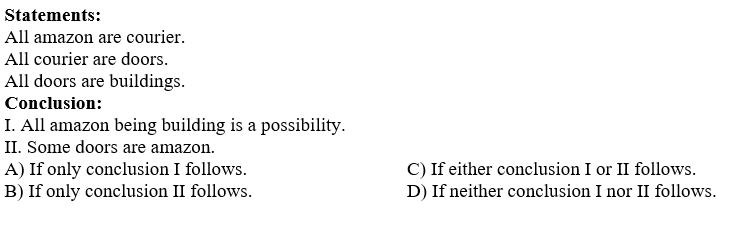 Statements:
All amazon are courier.
All courier are doors.
All doors are buildings.
Conclusion:
I. All amazon being building is a possibility.
II. Some doors are amazon.
A) If only conclusion I follows.
C) If either conclusion I or II follows.
B) If only conclusion II follows.
D) If neither conclusion I nor II follows.